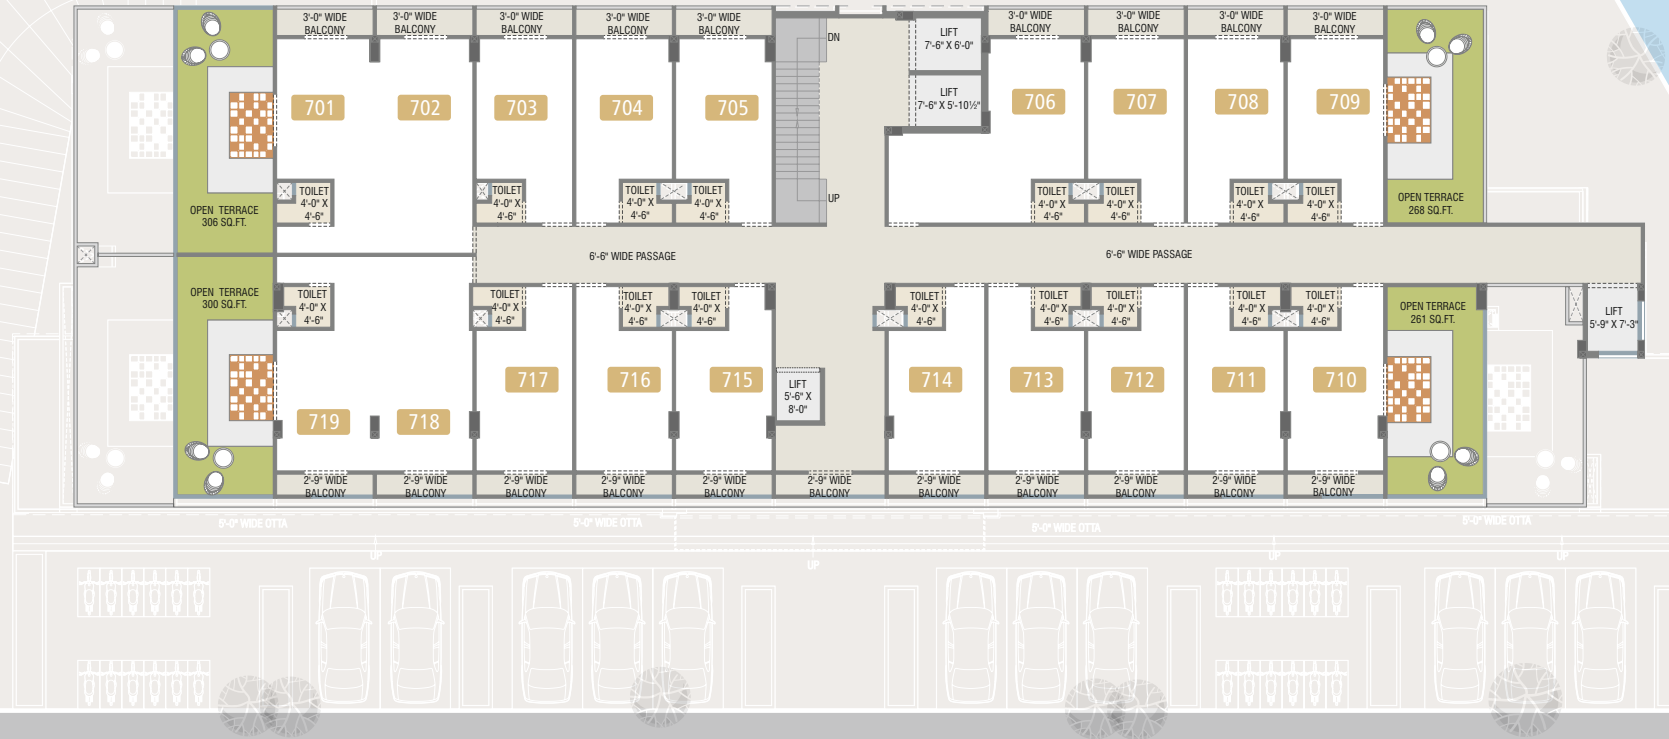 3'-0" WIDE
BALCONY
3'-0" WIDE
BALCONY
3'-0" WIDE
BALCONY
3'-0" WIDE
BALCONY
3'-0" WIDE
BALCONY
DN
LIFT
7'-6" X 6'-0"
3'-0" WIDE
BALCONY
3'-0" WIDE
BALCONY
3'-0" WIDE
BALCONY
3'-0" WIDE
BALCONY
LIFT
7'-6" X 5'-10½"
701
702
703
704
705
706
707
708
709
UP
OPEN TERRACE
306 SQ.FT.
TOILET
4'-0" X
4'-6"
TOILET
4'-0" X
4'-6"
TOILET
4'-0" X
4'-6"
TOILET
4'-0" X
4'-6"
TOILET
4'-0" X
4'-6"
TOILET
4'-0" X
4'-6"
TOILET
4'-0" X
4'-6"
TOILET
4'-0" X
4'-6"
OPEN TERRACE
268 SQ.FT.
6'-6" WIDE PASSAGE
6'-6" WIDE PASSAGE
OPEN TERRACE
300 SQ.FT.
TOILET
4'-0" X
4'-6"
TOILET
4'-0" X
4'-6"
TOILET
4'-0" X
4'-6"
TOILET
4'-0" X
4'-6"
TOILET
4'-0" X
4'-6"
TOILET
4'-0" X
4'-6"
TOILET
4'-0" X
4'-6"
TOILET
4'-0" X
4'-6"
TOILET
4'-0" X
4'-6"
OPEN TERRACE
261 SQ.FT.
LIFT
5'-9" X 7'-3"
719
718
717
716
715
LIFT
5'-6" X
8'-0"
714
713
712
711
710
2'-9" WIDE
BALCONY
2'-9" WIDE
BALCONY
2'-9" WIDE
BALCONY
2'-9" WIDE
BALCONY
2'-9" WIDE
BALCONY
2'-9" WIDE
BALCONY
2'-9" WIDE
BALCONY
2'-9" WIDE
BALCONY
2'-9" WIDE
BALCONY
2'-9" WIDE
BALCONY
2'-9" WIDE
BALCONY
5'-0" WIDE OTTA
5'-0" WIDE OTTA
5'-0" WIDE OTTA
5'-0" WIDE OTTA
UP
UP
UP
UP